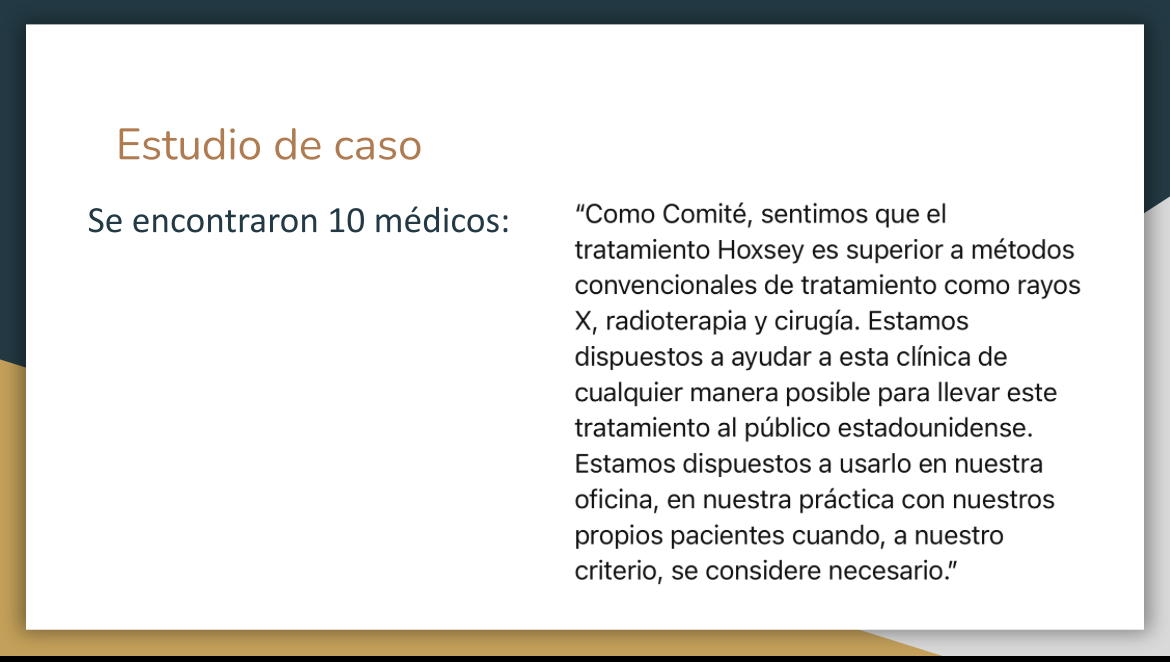 Estudio de caso
Se encontraron 10 médicos:
“Como Comité, sentimos que el
tratamiento Hoxsey es superior a métodos
convencionales de tratamiento como rayos
X, radioterapia y cirugía. Estamos
dispuestos a ayudar a esta clínica de
cualquier manera posible para llevar este
tratamiento al público estadounidense.
Estamos dispuestos a usarlo en nuestra
oficina, en nuestra práctica con nuestros
propios pacientes cuando, a nuestro
criterio, se considere necesario.”